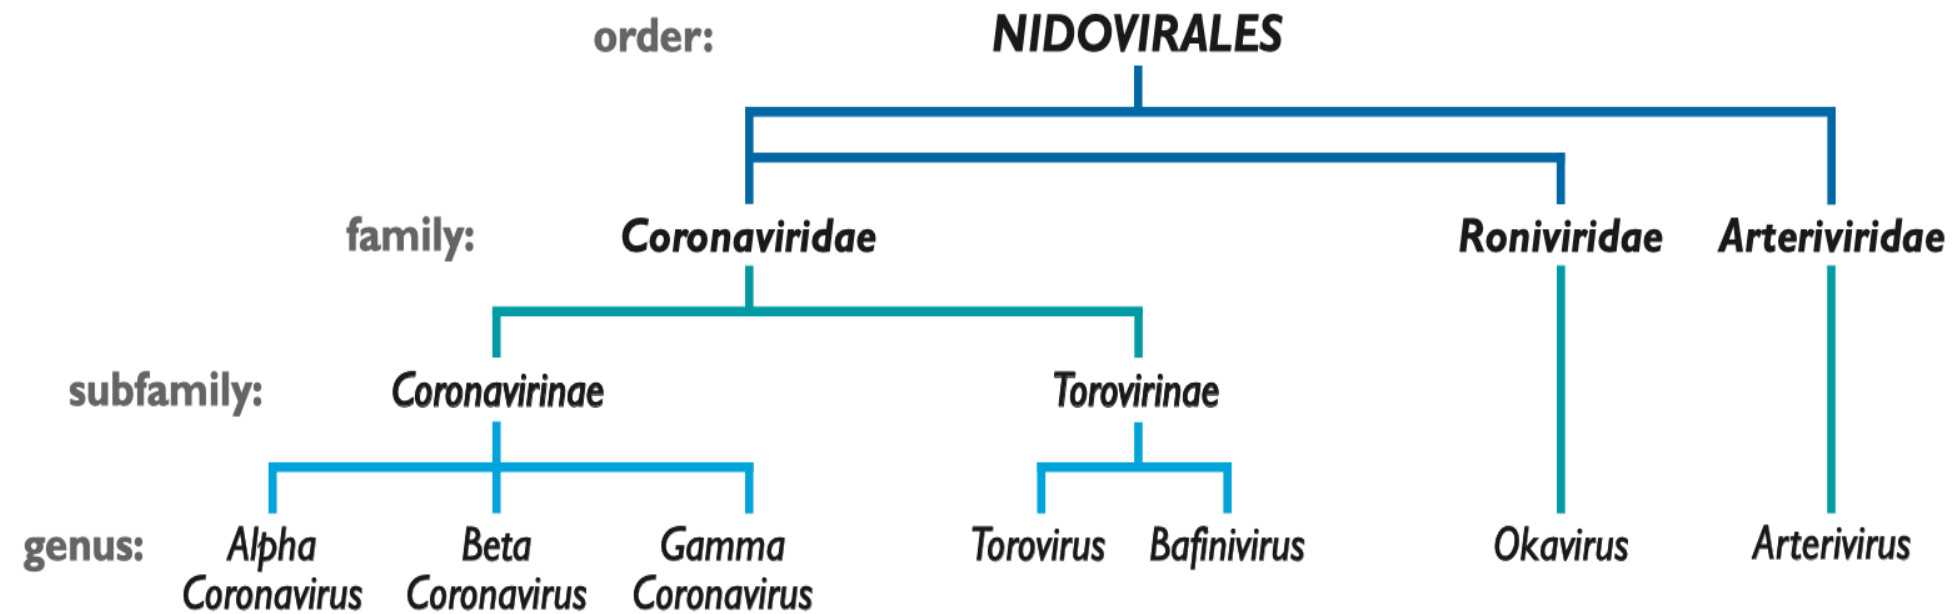 order: NIDOVIRALES
family: Coronaviridae Roniviridae Arteriviridae
subfamily: Coronavirinae Torovirinae
genus: Alpha Coronavirus Beta Coronavirus Gamma Coronavirus Torovirus Bafinivirus Okavirus Arterivirus